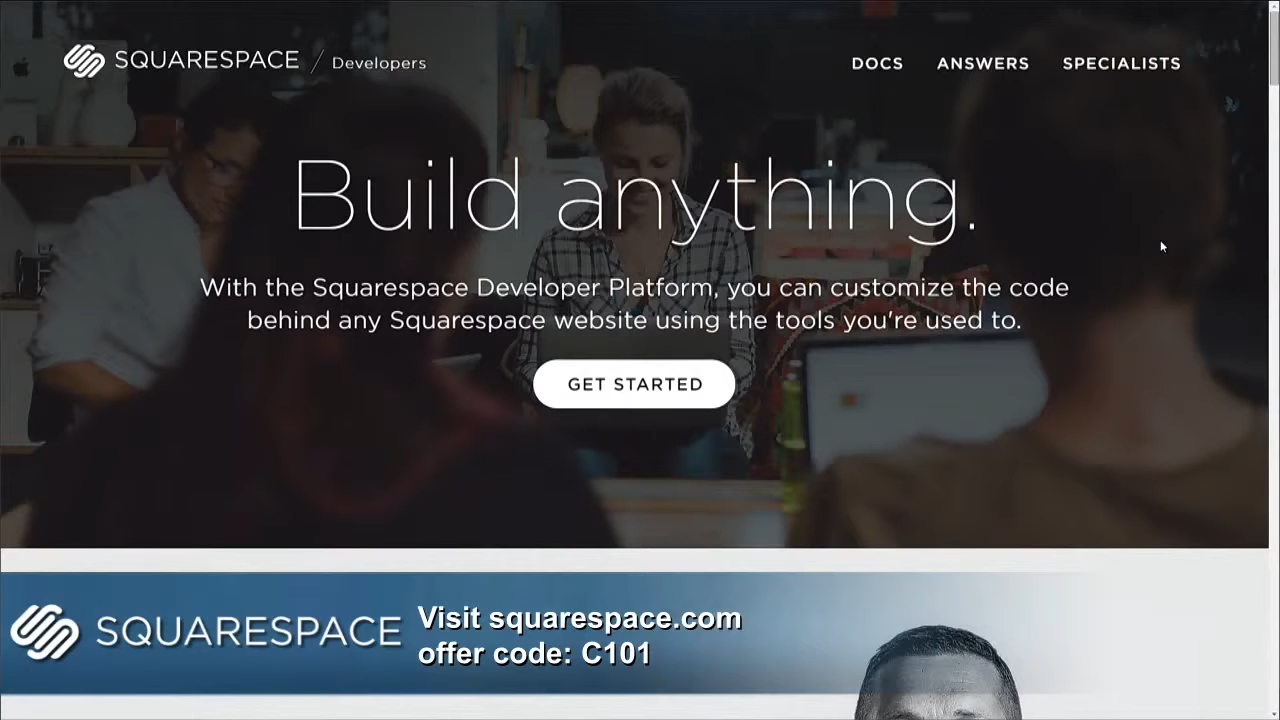 SQUARESPACE / Developers
DOCS ANSWERS SPECIALISTS
Build anything.
With the Squarespace Developer Platform, you can customize the code
behind any Squarespace website using the tools you're used to.
GET STARTED
SQUARESPACE
Visit squarespace.com
offer code: C101